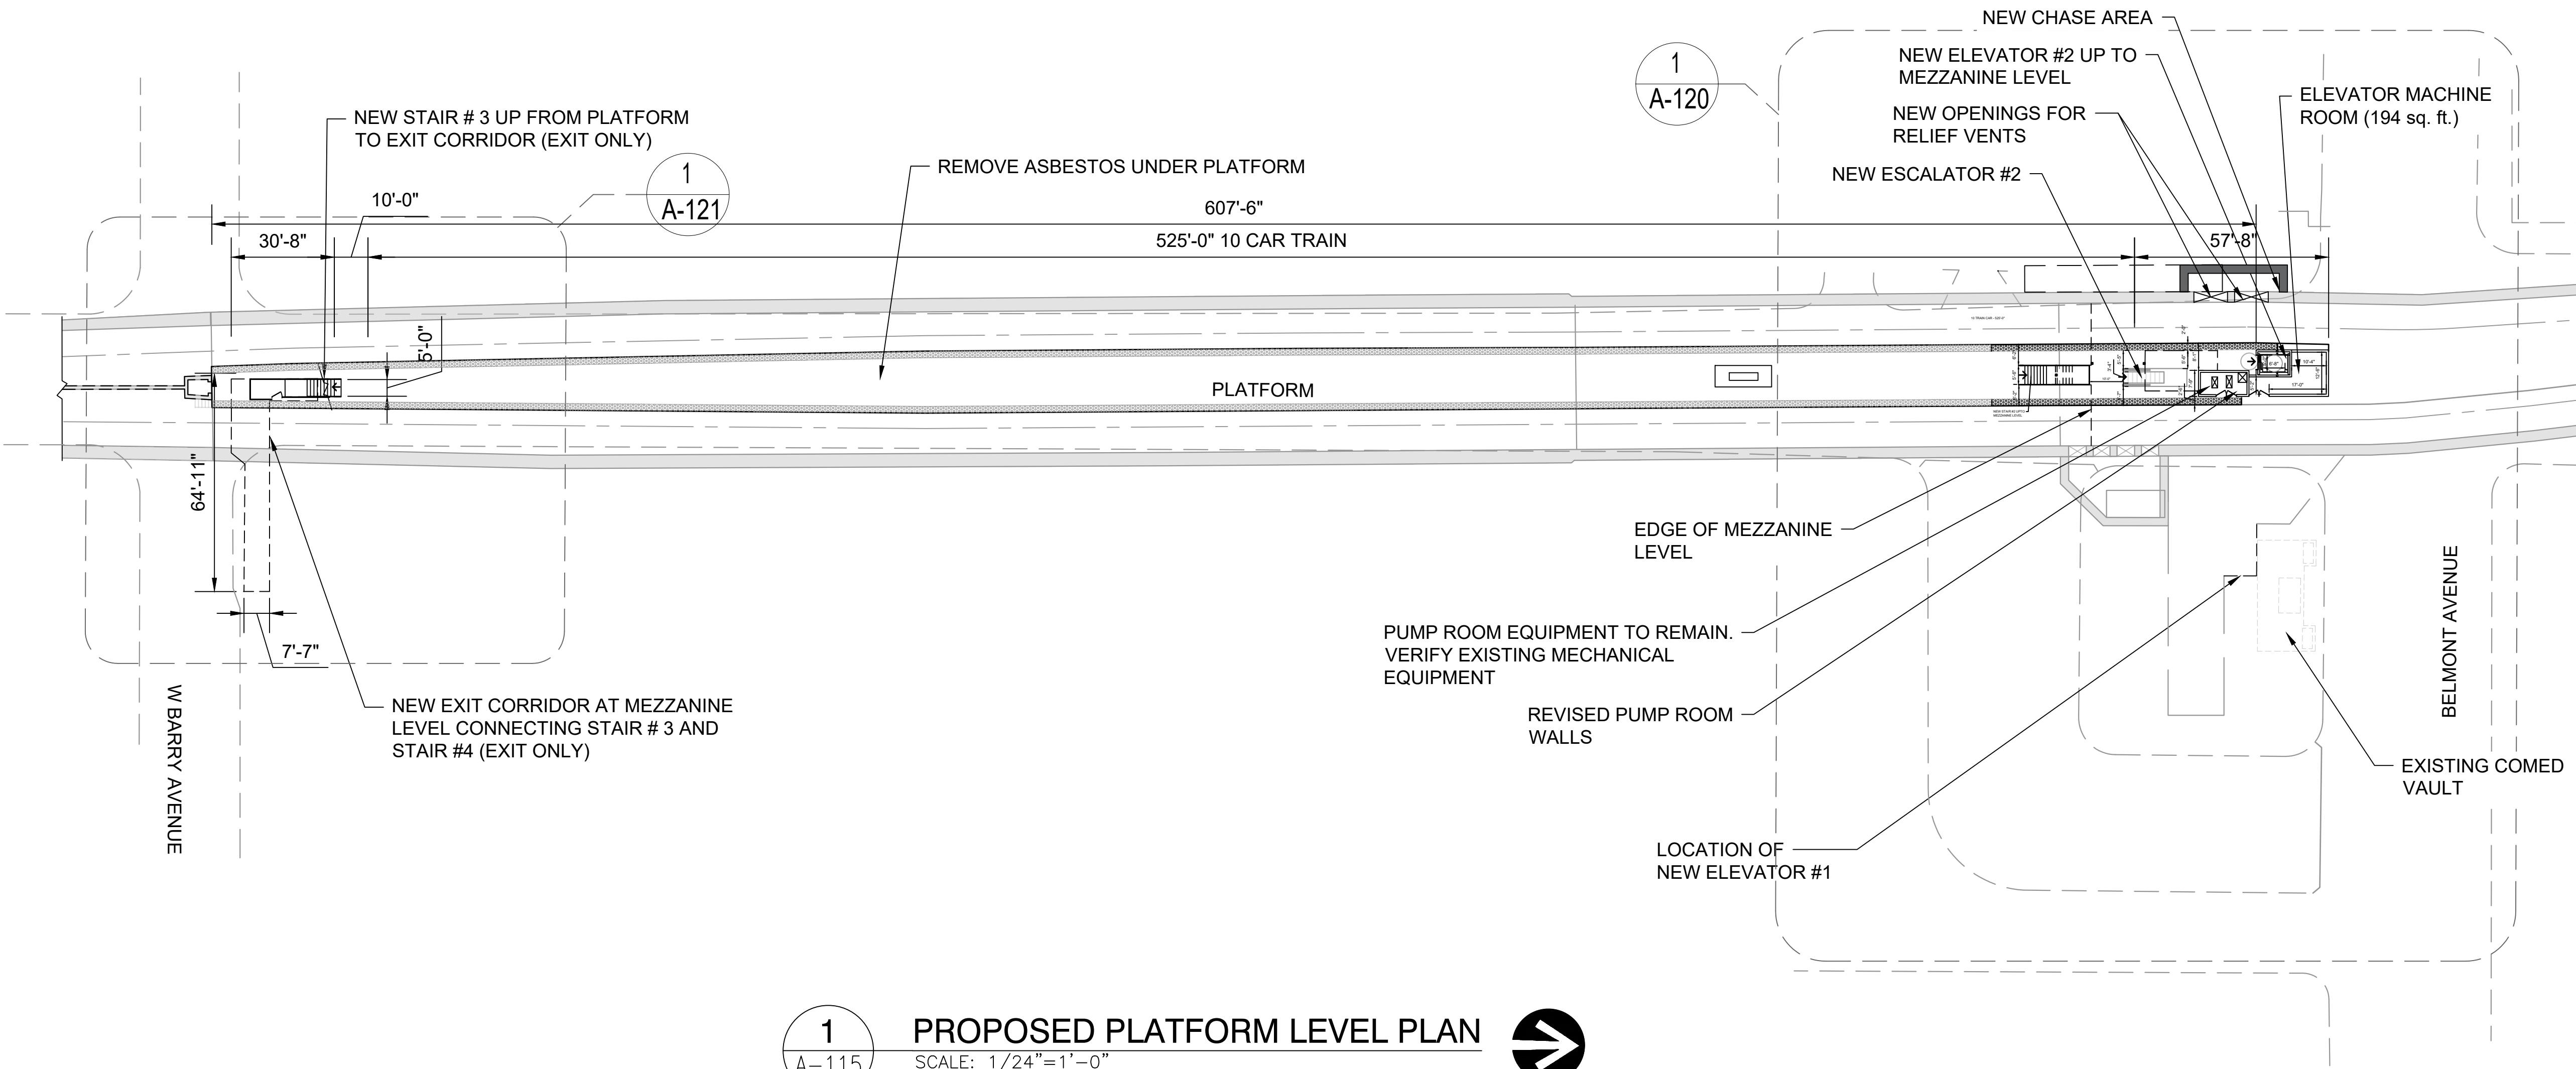 NEW CHASE AREA
NEW ELEVATOR #2 UP TO
MEZZANINE LEVEL
NEW OPENINGS FOR
RELIEF VENTS
NEW ESCALATOR #2
ELEVATOR MACHINE
ROOM (194 sq. ft.)
1
A-120
NEW STAIR # 3 UP FROM PLATFORM
TO EXIT CORRIDOR (EXIT ONLY)
1
A-121
REMOVE ASBESTOS UNDER PLATFORM
10'-0"
607'-6"
30'-8"
525'-0" 10 CAR TRAIN
57'-8"
5'-0"
PLATFORM
17'-0"
64'-11"
7'-7"
EDGE OF MEZZANINE
LEVEL
PUMP ROOM EQUIPMENT TO REMAIN.
VERIFY EXISTING MECHANICAL
EQUIPMENT
REVISED PUMP ROOM
WALLS
NEW EXIT CORRIDOR AT MEZZANINE
LEVEL CONNECTING STAIR # 3 AND
STAIR #4 (EXIT ONLY)
W BARRY AVENUE
BELMONT AVENUE
EXISTING COMED
VAULT
LOCATION OF
NEW ELEVATOR #1
1
A-115
PROPOSED PLATFORM LEVEL PLAN
SCALE: 1/24"=1'-0"